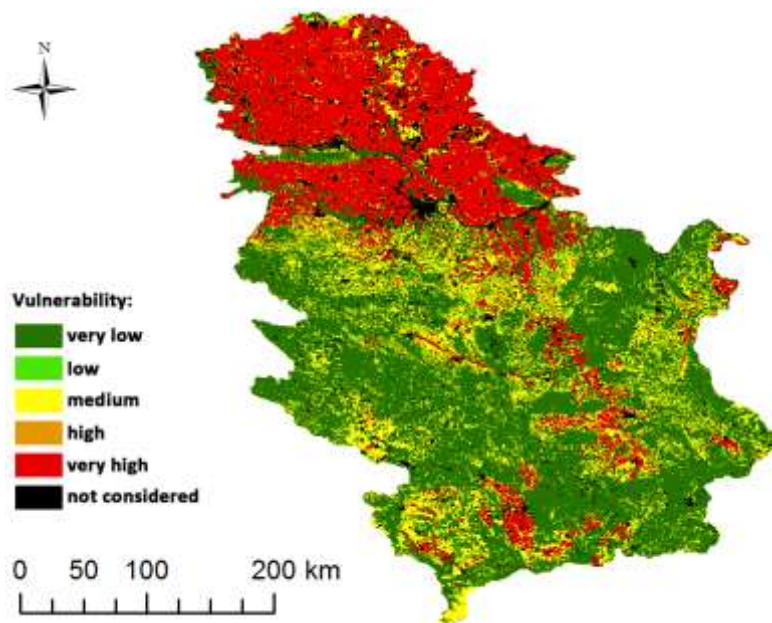 N
Vulnerability:
very low
low
medium
high
very high
not considered
0 50 100 200 km